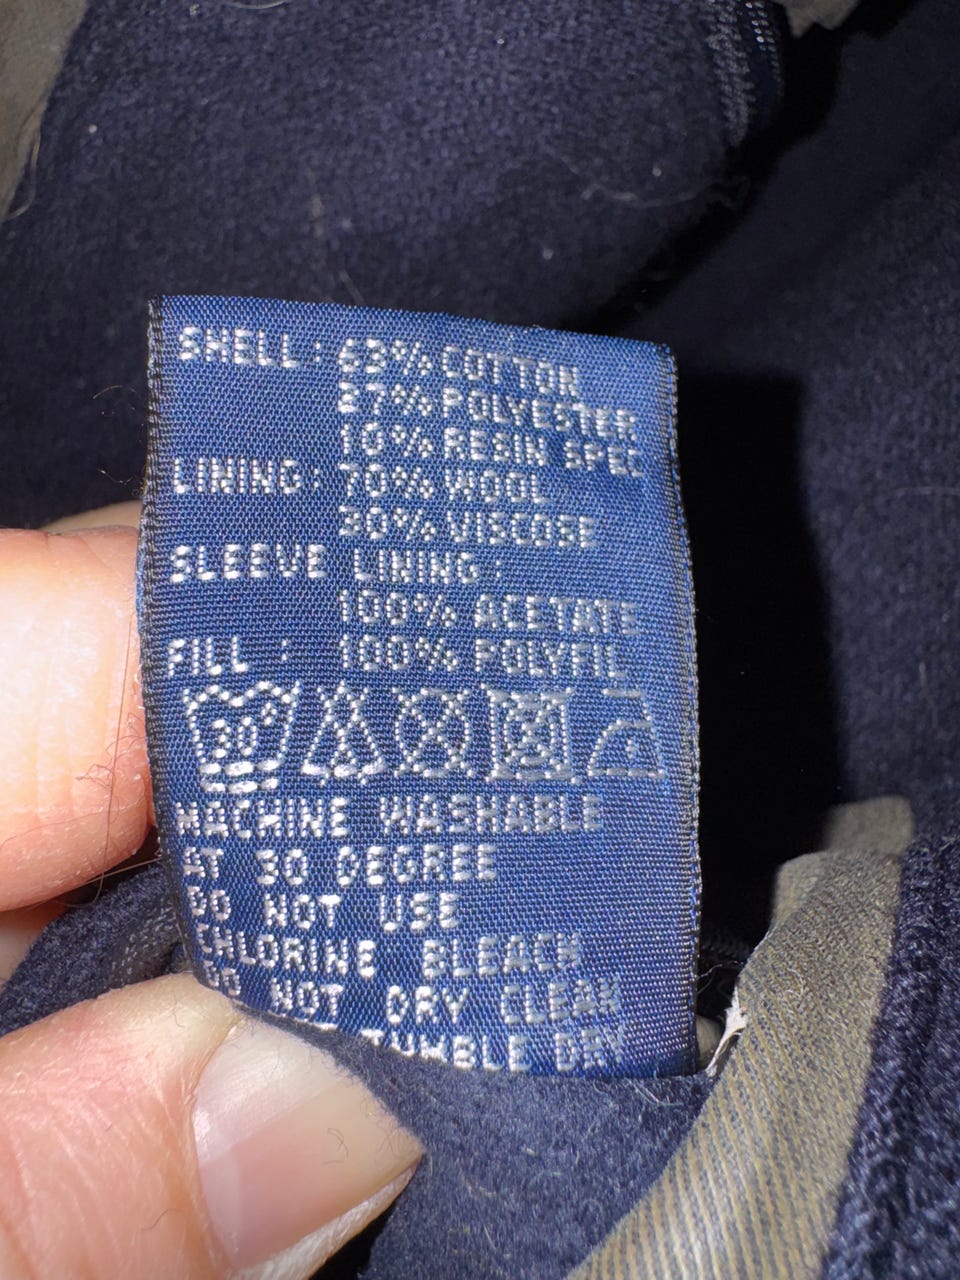 SHELL: 63% COTTON
27% POLYESTER
10% RESIN SPEC
LINING: 70% WOOL
30% VISCOSE
SLEEVE LINING:
100% ACETATE
FILL: 100% POLYFIL
30°
MACHINE WASHABLE
AT 30 DEGREE
DO NOT USE
CHLORINE BLEACH
DO NOT DRY CLEAN
TUMBLE DRY